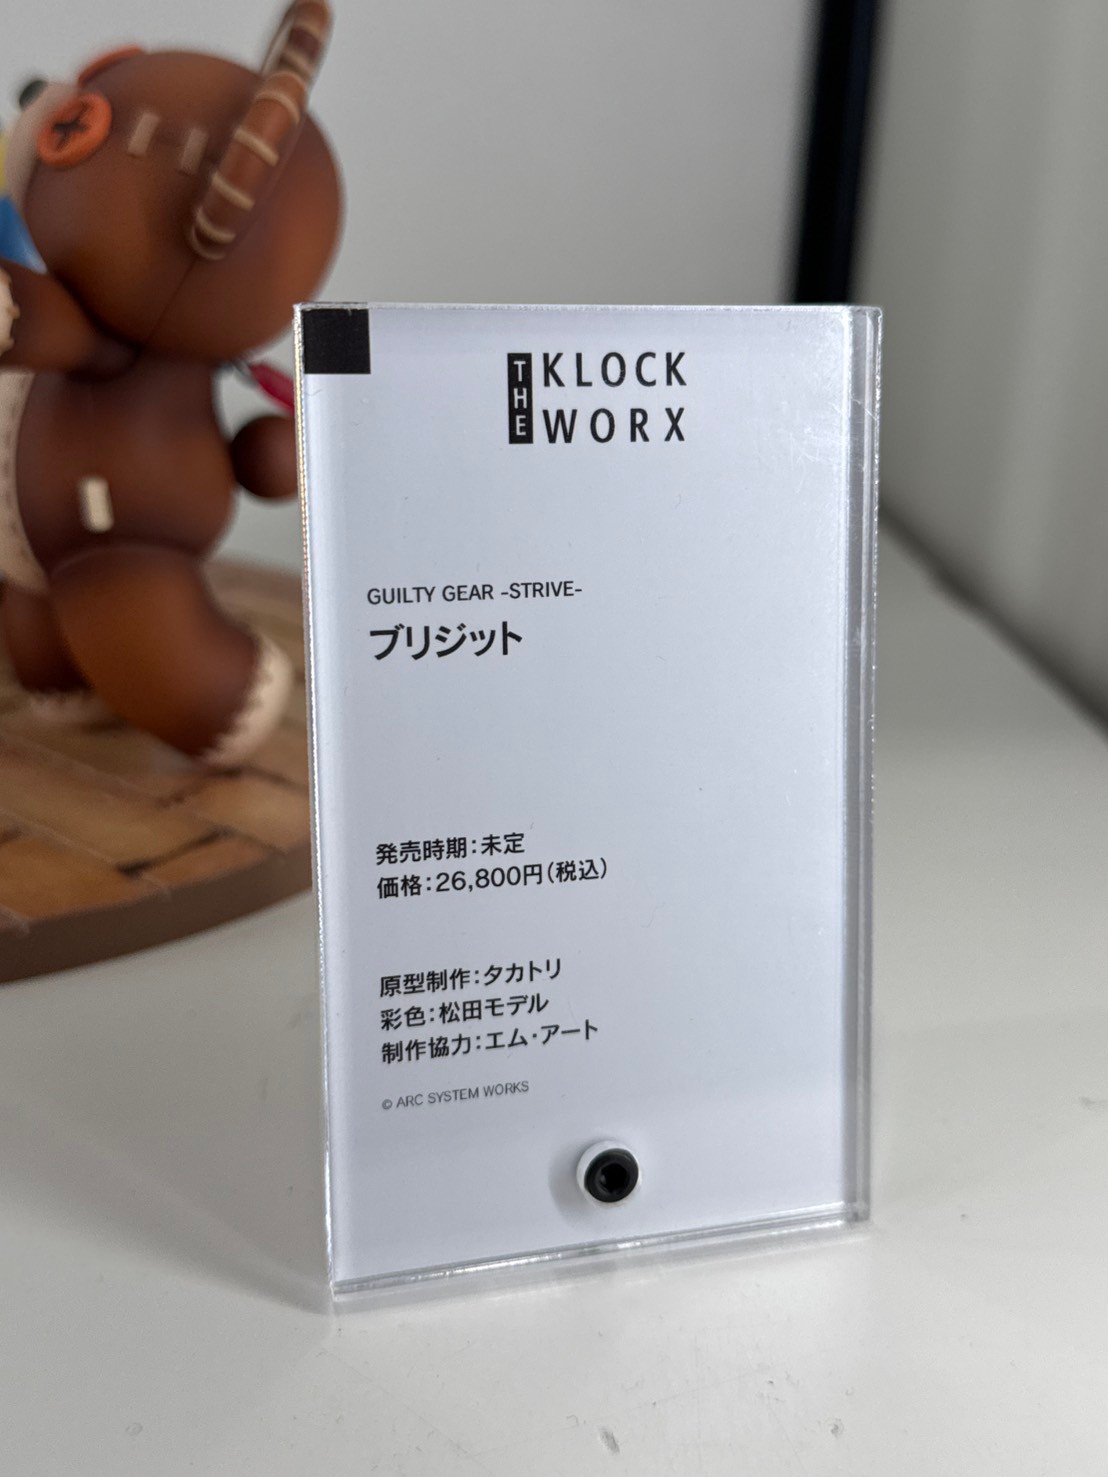 THE KLOCK
WORX
GUILTY GEAR -STRIVE-
ブリジット
発売時期：未定
価格：26,800円（税込）
原型制作：タカトリ
彩色：松田モデル
制作協力：エム・アート
© ARC SYSTEM WORKS